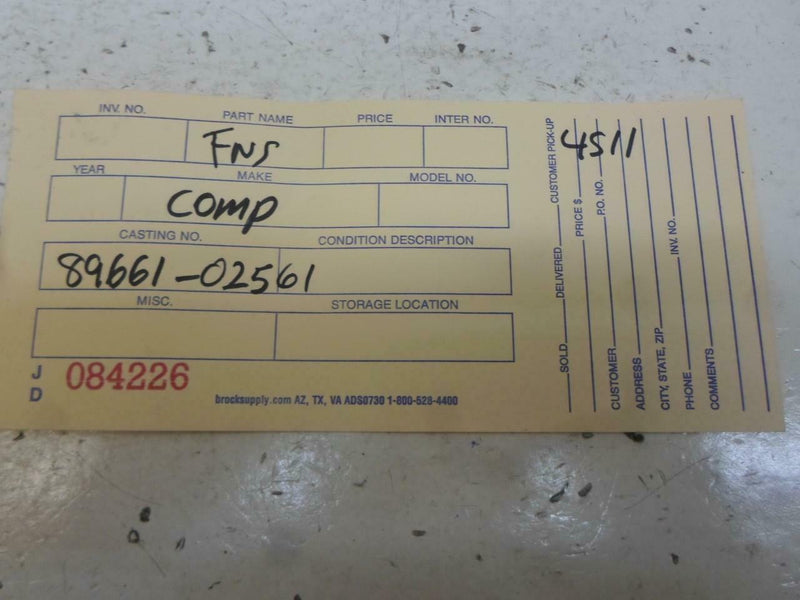 INV. NO. PART NAME PRICE INTER NO.
FNS
YEAR MAKE MODEL NO.
COMP
CASTING NO. CONDITION DESCRIPTION
89661-02561
MISC. STORAGE LOCATION
J
D
084226
brocksupply.com AZ, TX, VA ADS0730 1-800-528-4400
4511
SOLD DELIVERED CUSTOMER PICK-UP
PRICE $
CUSTOMER P.O. NO.
ADDRESS
CITY, STATE, ZIP
PHONE INV. NO.
COMMENTS